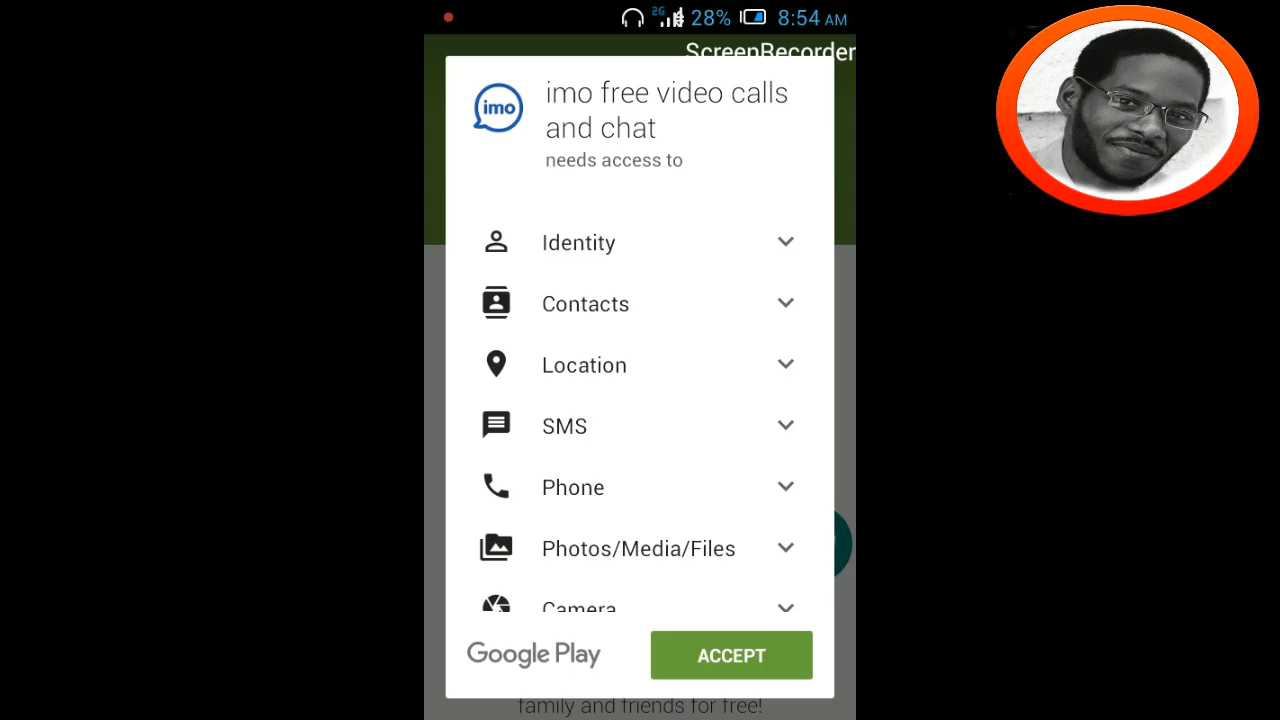 2G 28% 8:54 AM
ScreenRecorder
imo
imo free video calls
and chat
needs access to
Identity
Contacts
Location
SMS
Phone
Photos/Media/Files
Camera
Google Play
ACCEPT
family and friends for free!